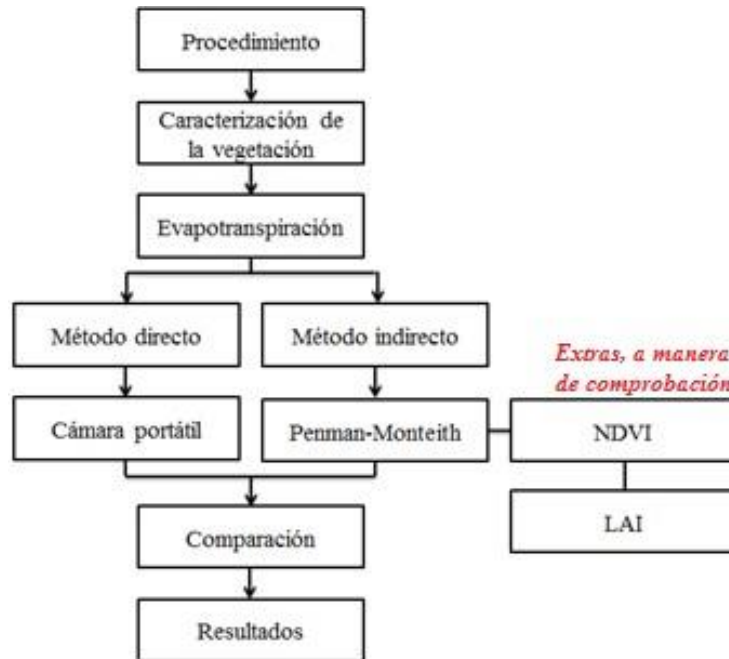 Procedimiento
Caracterización de
la vegetación
Evapotranspiración
Método directo
Método indirecto
Extras, a manera
de comprobación
Cámara portátil
Penman-Monteith
NDVI
LAI
Comparación
Resultados